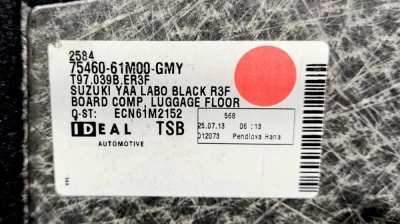 2584
75460-61M00-GMY
T97.039B.ER3F
SUZUKI YAA LABO BLACK R3F
BOARD COMP, LUGGAGE FLOOR
Q-ST: ECN61M2152
IDEAL TSB
AUTOMOTIVE
568
25.07.13 06:13
012073 Pendlova Hana